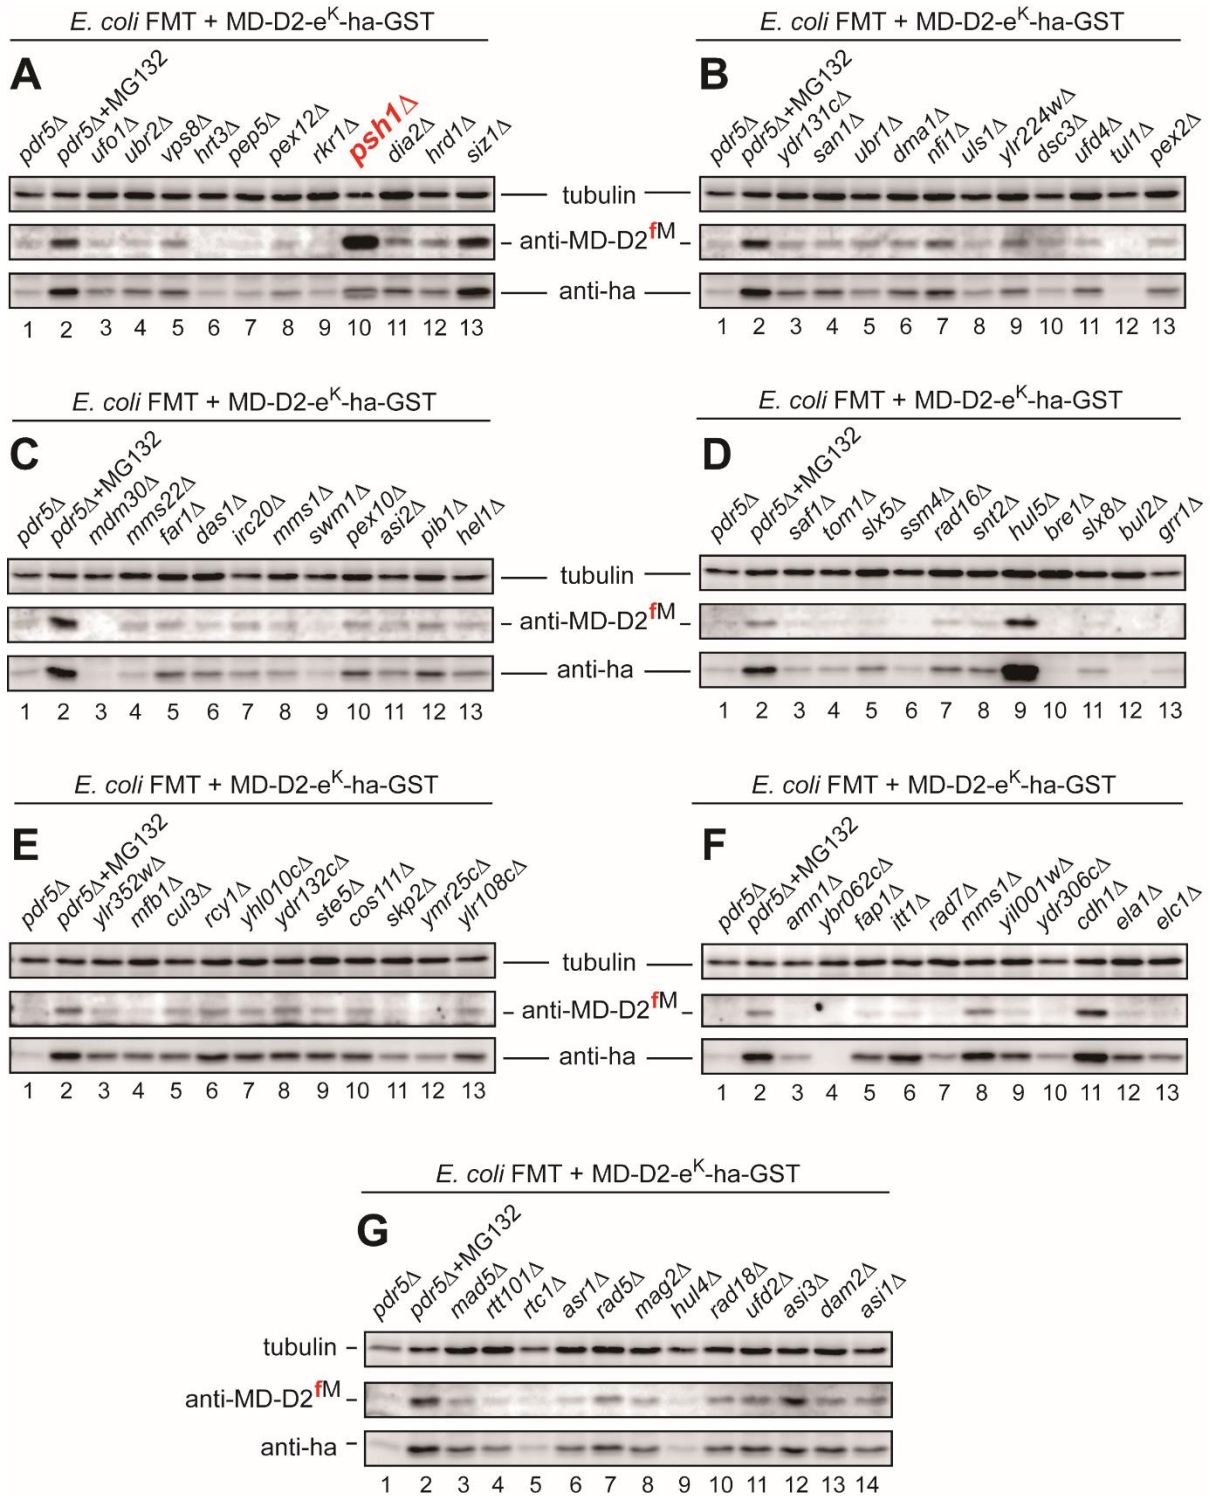 E. coli FMT + MD-D2-eK-ha-GST
A
pdr5Δ pdr5Δ+MG132 ufo1Δ ubr2Δ vps8Δ hrt3Δ pep5Δ pex12Δ rkr1Δ psh1Δ dia2Δ hrd1Δ siz1Δ
1 2 3 4 5 6 7 8 9 10 11 12 13
E. coli FMT + MD-D2-eK-ha-GST
B
pdr5Δ pdr5Δ+MG132 ydr131cΔ san1Δ ubr1Δ dma1Δ nfi1Δ uls1Δ ylr224wΔ dsc3Δ ufd4Δ tul1Δ pex2Δ
tubulin
anti-MD-D2fM
anti-ha
1 2 3 4 5 6 7 8 9 10 11 12 13
E. coli FMT + MD-D2-eK-ha-GST
C
pdr5Δ pdr5Δ+MG132 mdm30Δ mms22Δ far1Δ das1Δ irc20Δ mms1Δ swm1Δ pex10Δ asi2Δ pib1Δ hel1Δ
1 2 3 4 5 6 7 8 9 10 11 12 13
E. coli FMT + MD-D2-eK-ha-GST
D
pdr5Δ pdr5Δ+MG132 saf1Δ tom1Δ slx5Δ ssm4Δ rad16Δ snt2Δ hul5Δ bre1Δ slx8Δ bul2Δ grr1Δ
tubulin
anti-MD-D2fM
anti-ha
1 2 3 4 5 6 7 8 9 10 11 12 13
E. coli FMT + MD-D2-eK-ha-GST
E
pdr5Δ pdr5Δ+MG132 ylr352wΔ mfb1Δ cul3Δ rcy1Δ yhl010cΔ ydr132cΔ ste5Δ cos111Δ skp2Δ ymr25cΔ ylr108cΔ
1 2 3 4 5 6 7 8 9 10 11 12 13
E. coli FMT + MD-D2-eK-ha-GST
F
pdr5Δ pdr5Δ+MG132 amn1Δ ybr062cΔ fap1Δ itt1Δ rad7Δ mms1Δ yil001wΔ ydr306cΔ cdh1Δ ela1Δ elc1Δ
tubulin
anti-MD-D2fM
anti-ha
1 2 3 4 5 6 7 8 9 10 11 12 13
E. coli FMT + MD-D2-eK-ha-GST
G
pdr5Δ pdr5Δ+MG132 mad5Δ rtt101Δ rtc1Δ asr1Δ rad5Δ mag2Δ hul4Δ rad18Δ ufd2Δ asi3Δ dam2Δ asi1Δ
tubulin
anti-MD-D2fM
anti-ha
1 2 3 4 5 6 7 8 9 10 11 12 13 14